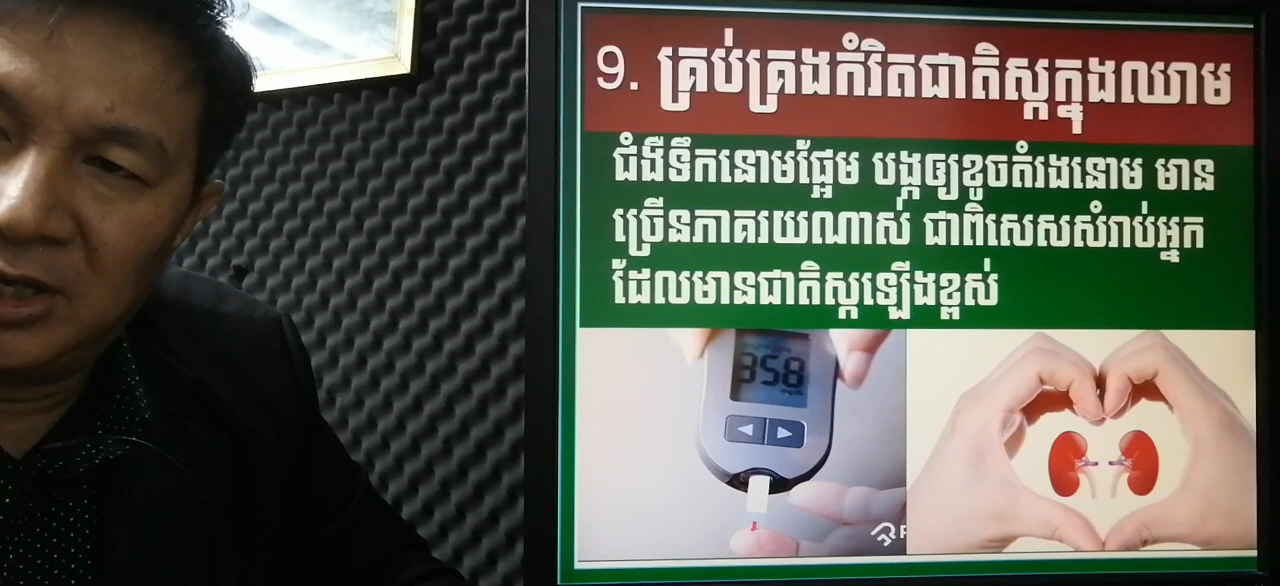 9. គ្រប់គ្រងកំរិតជាតិស្ករក្នុងឈាម
ជំងឺទឹកនោមផ្អែម បង្កឲ្យខូចតំរងនោម មាន
ច្រើនភាគរយណាស់ ជាពិសេសសំរាប់អ្នក
ដែលមានជាតិស្ករឡើងខ្ពស់
358